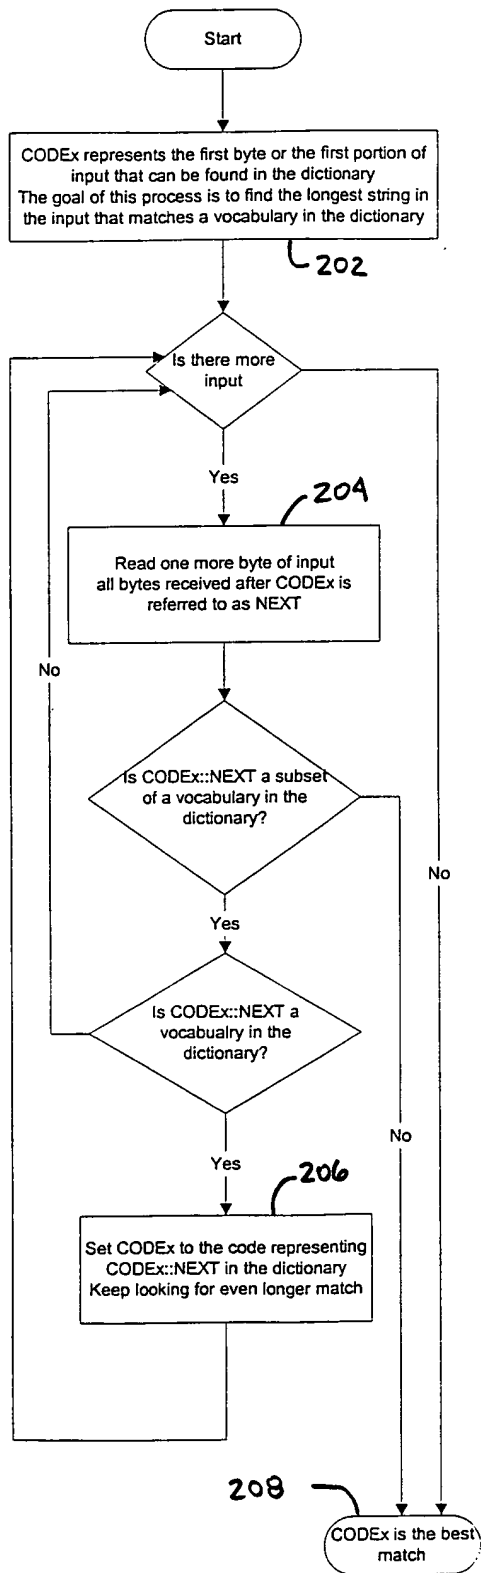 Start
CODEx represents the first byte or the first portion of
input that can be found in the dictionary
The goal of this process is to find the longest string in
the input that matches a vocabulary in the dictionary
202
Is there more
input
Yes
204
Read one more byte of input
all bytes received after CODEx is
referred to as NEXT
No
Is CODEx::NEXT a subset
of a vocabulary in the
dictionary?
No
Yes
Is CODEx::NEXT a
vocabualry in the
dictionary?
No
Yes
206
Set CODEx to the code representing
CODEx::NEXT in the dictionary
Keep looking for even longer match
208
CODEx is the best
match